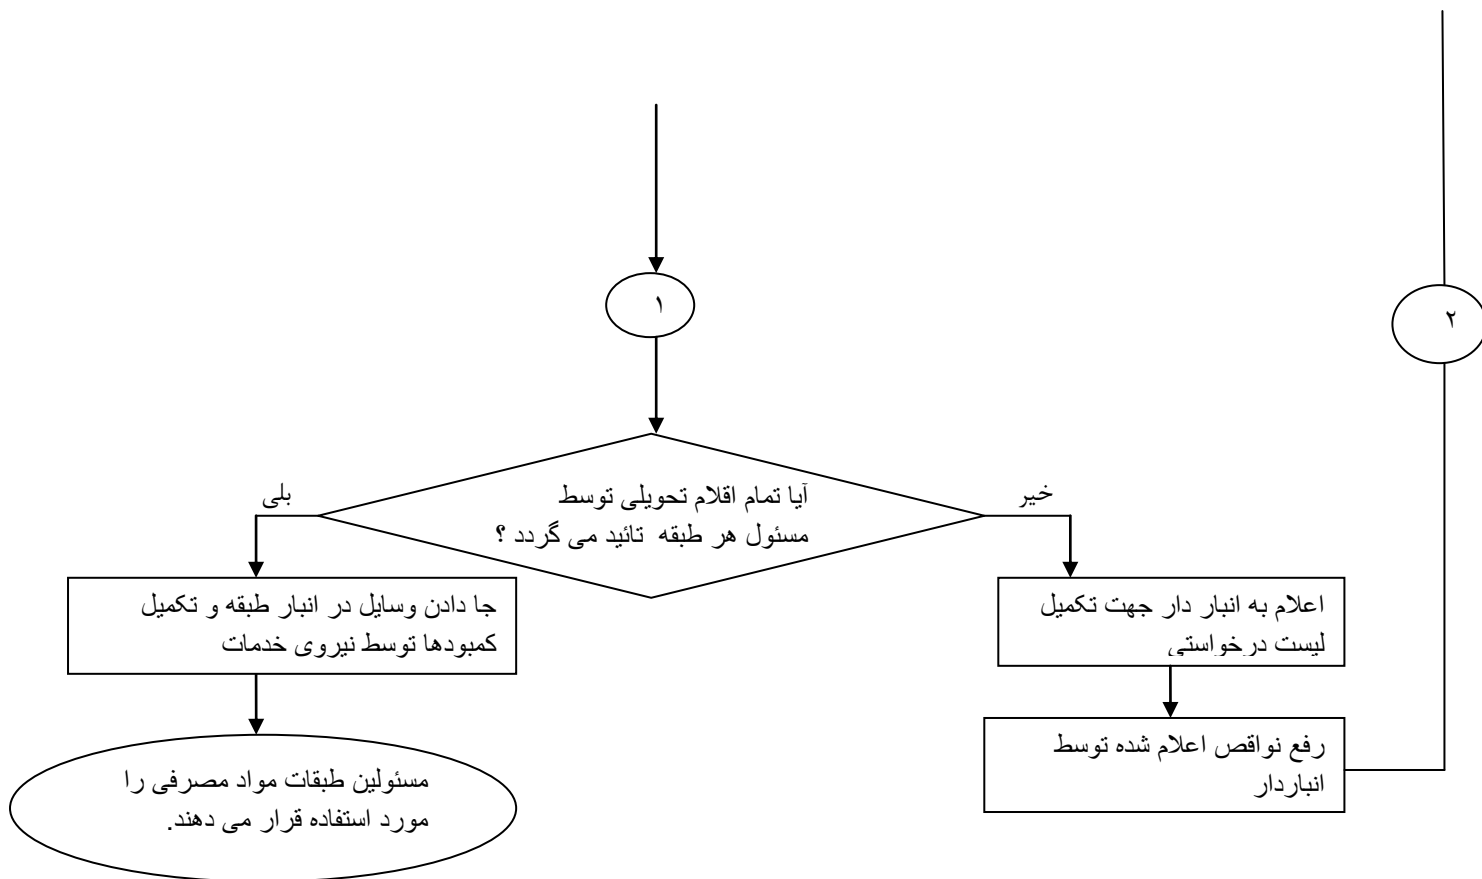 ۱
۲
آیا تمام اقلام تحویلی توسط
مسئول هر طبقه تائید می گردد ؟
خیر
بلی
اعلام به انبار دار جهت تکمیل
لیست درخواستی
جا دادن وسایل در انبار طبقه و تکمیل
کمبودها توسط نیروی خدمات
رفع نواقص اعلام شده توسط
انباردار
مسئولین طبقات مواد مصرفی را
مورد استفاده قرار می دهند.